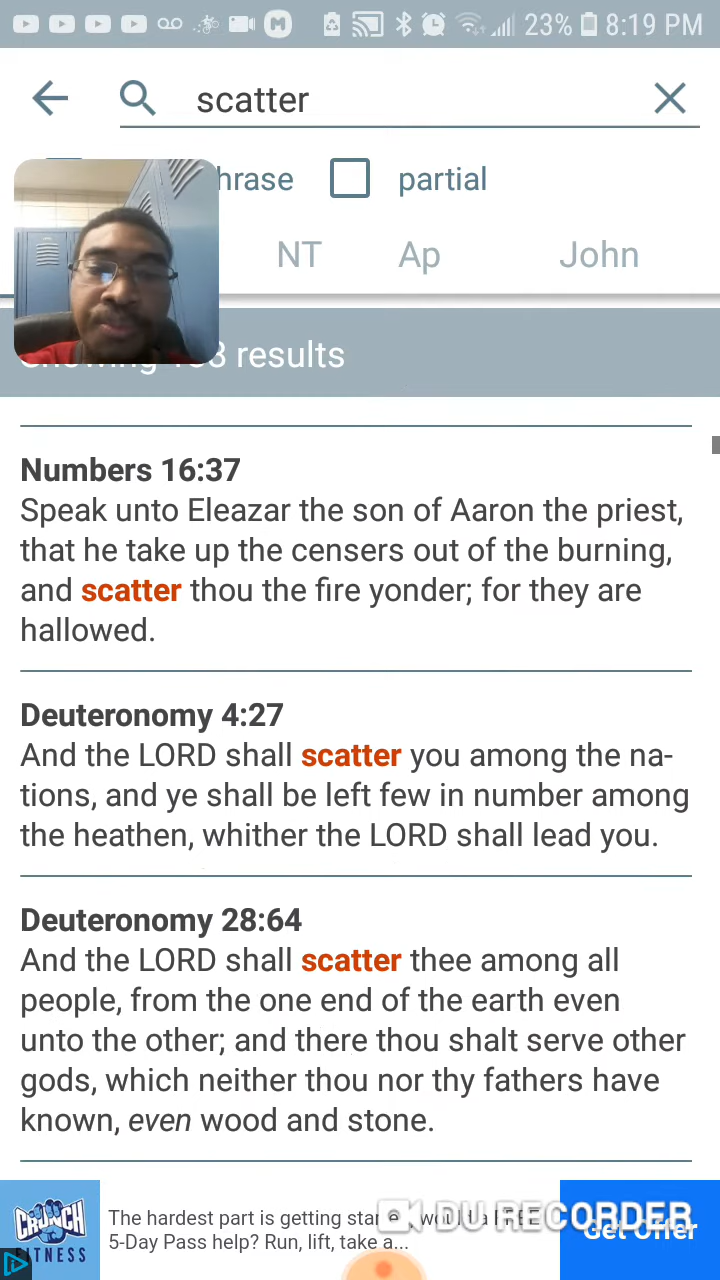 23% 8:19 PM
scatter
hrase partial
NT Ap John
results
Numbers 16:37
Speak unto Eleazar the son of Aaron the priest,
that he take up the censers out of the burning,
and scatter thou the fire yonder; for they are
hallowed.
Deuteronomy 4:27
And the LORD shall scatter you among the na-
tions, and ye shall be left few in number among
the heathen, whither the LORD shall lead you.
Deuteronomy 28:64
And the LORD shall scatter thee among all
people, from the one end of the earth even
unto the other; and there thou shalt serve other
gods, which neither thou nor thy fathers have
known, even wood and stone.
CRUNCH
FITNESS
The hardest part is getting
5-Day Pass help? Run, lift, take a...
DU RECORDER
Get Offer